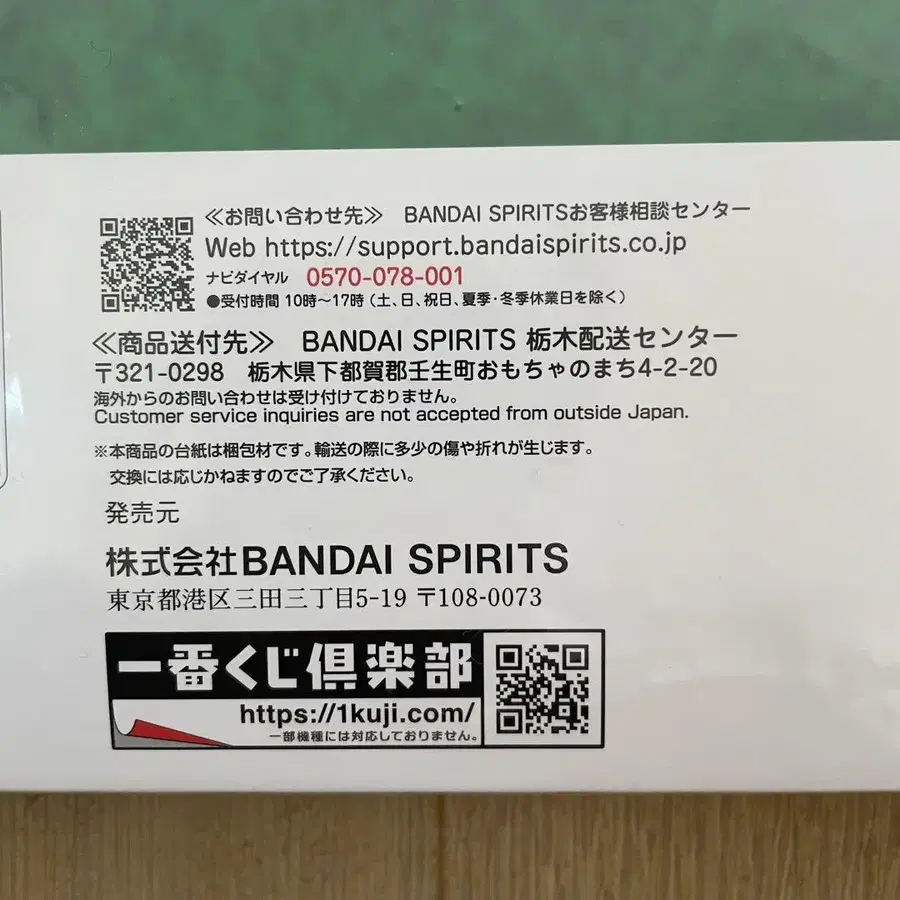 ≪お問い合わせ先≫ BANDAI SPIRITSお客様相談センター
Web https://support.bandaispirits.co.jp
ナビダイヤル 0570-078-001
●受付時間 10時~17時(土、日、祝日、夏季・冬季休業日を除く)
≪商品送付先≫ BANDAI SPIRITS 栃木配送センター
〒321-0298 栃木県下都賀郡壬生町おもちゃのまち4-2-20
海外からのお問い合わせは受け付けておりません。
Customer service inquiries are not accepted from outside Japan.
※本商品の台紙は梱包材です。輸送の際に多少の傷や折れが生じます。
交換には応じかねますのでご了承ください。
発売元
株式会社BANDAI SPIRITS
東京都港区三田三丁目5-19 〒108-0073
一番くじ倶楽部
https://1kuji.com/
一部機種には対応しておりません。